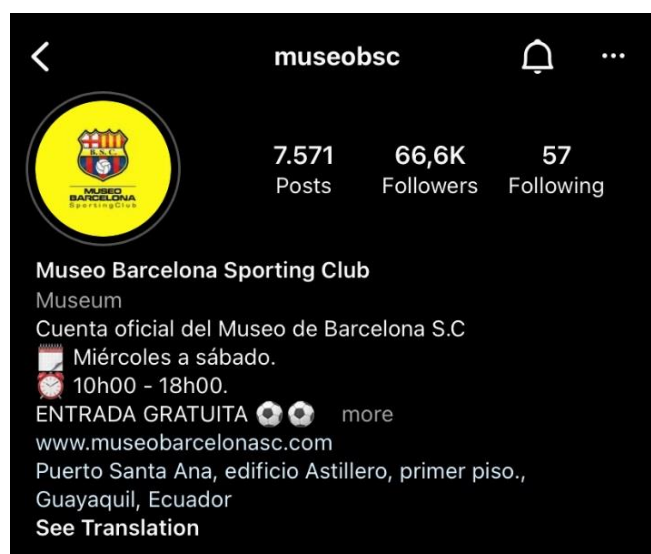 museobsc
B.S.C.
MUSEO
BARCELONA
SportingClub
7.571 66,6K 57
Posts Followers Following
Museo Barcelona Sporting Club
Museum
Cuenta oficial del Museo de Barcelona S.C
Miércoles a sábado.
10h00 - 18h00.
ENTRADA GRATUITA more
www.museobarcelonasc.com
Puerto Santa Ana, edificio Astillero, primer piso.,
Guayaquil, Ecuador
See Translation